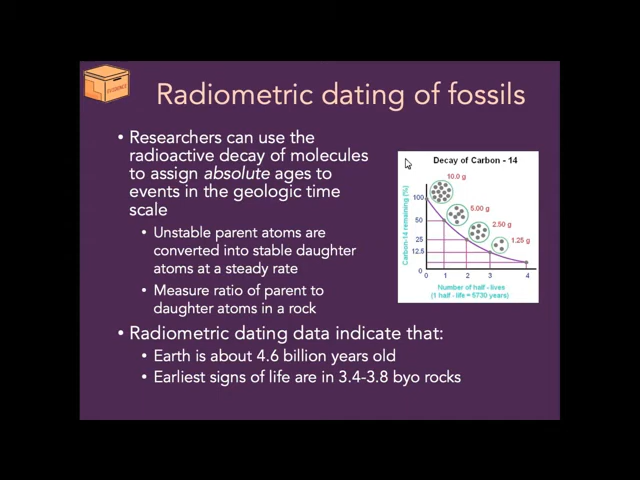 EVIDENCE
Radiometric dating of fossils
• Researchers can use the
radioactive decay of molecules
to assign absolute ages to
events in the geologic time
scale
• Unstable parent atoms are
converted into stable daughter
atoms at a steady rate
• Measure ratio of parent to
daughter atoms in a rock
• Radiometric dating data indicate that:
• Earth is about 4.6 billion years old
• Earliest signs of life are in 3.4-3.8 byo rocks
Decay of Carbon - 14
10.0 g
5.00 g
2.50 g
1.25 g
Carbon-14 remaining (%)
100
50
25
12.5
0
0 1 2 3 4
Number of half - lives
(1 half - life = 5730 years)